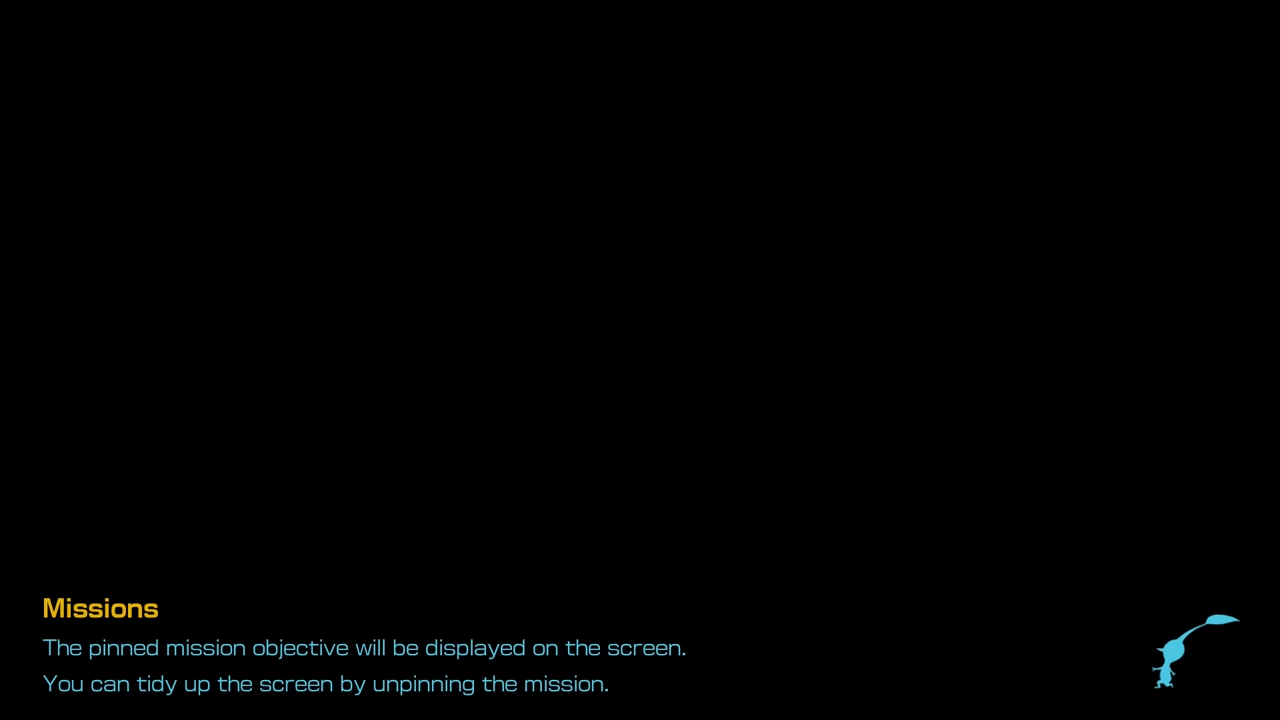 Missions
The pinned mission objective will be displayed on the screen.
You can tidy up the screen by unpinning the mission.